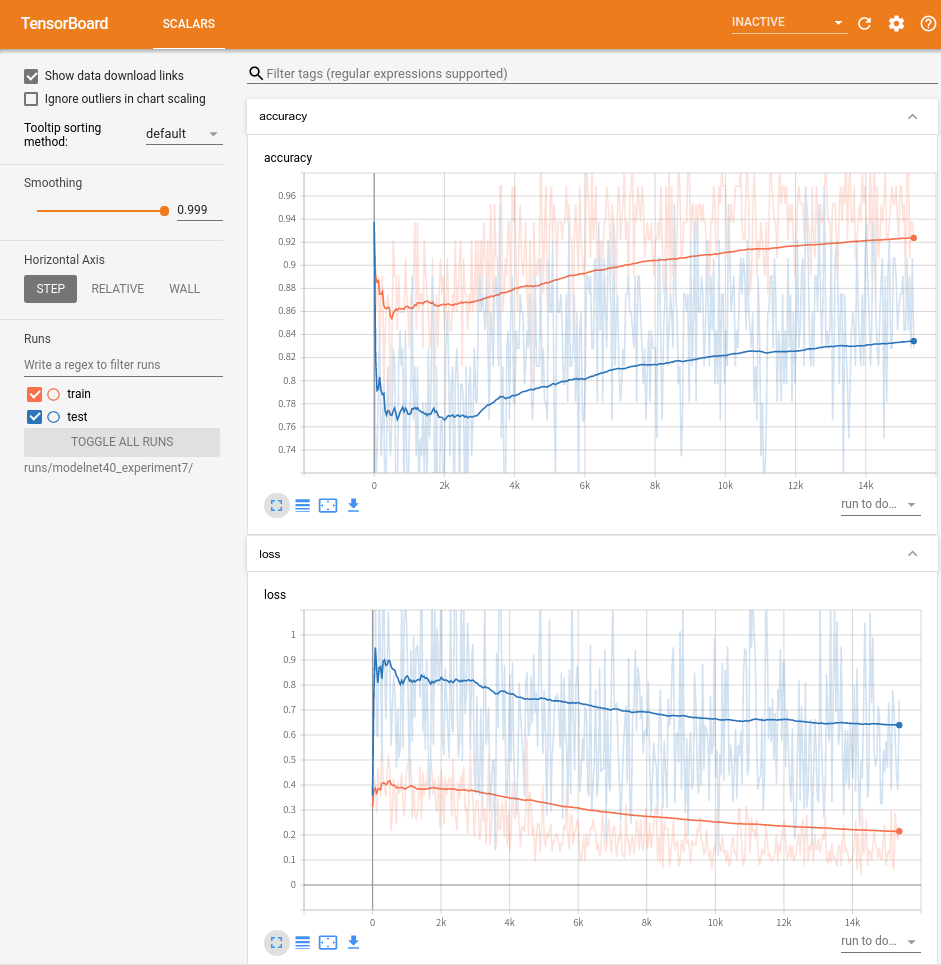 TensorBoard
SCALARS
INACTIVE
Show data download links
Ignore outliers in chart scaling
Tooltip sorting
method:
default
Smoothing
0.999
Horizontal Axis
STEP RELATIVE WALL
Runs
Write a regex to filter runs
train
test
TOGGLE ALL RUNS
runs/modelnet40_experiment7/
Filter tags (regular expressions supported)
accuracy
accuracy
0.96
0.94
0.92
0.9
0.88
0.86
0.84
0.82
0.8
0.78
0.76
0.74
0 2k 4k 6k 8k 10k 12k 14k
run to do...
loss
loss
1
0.9
0.8
0.7
0.6
0.5
0.4
0.3
0.2
0.1
0
0 2k 4k 6k 8k 10k 12k 14k
run to do...